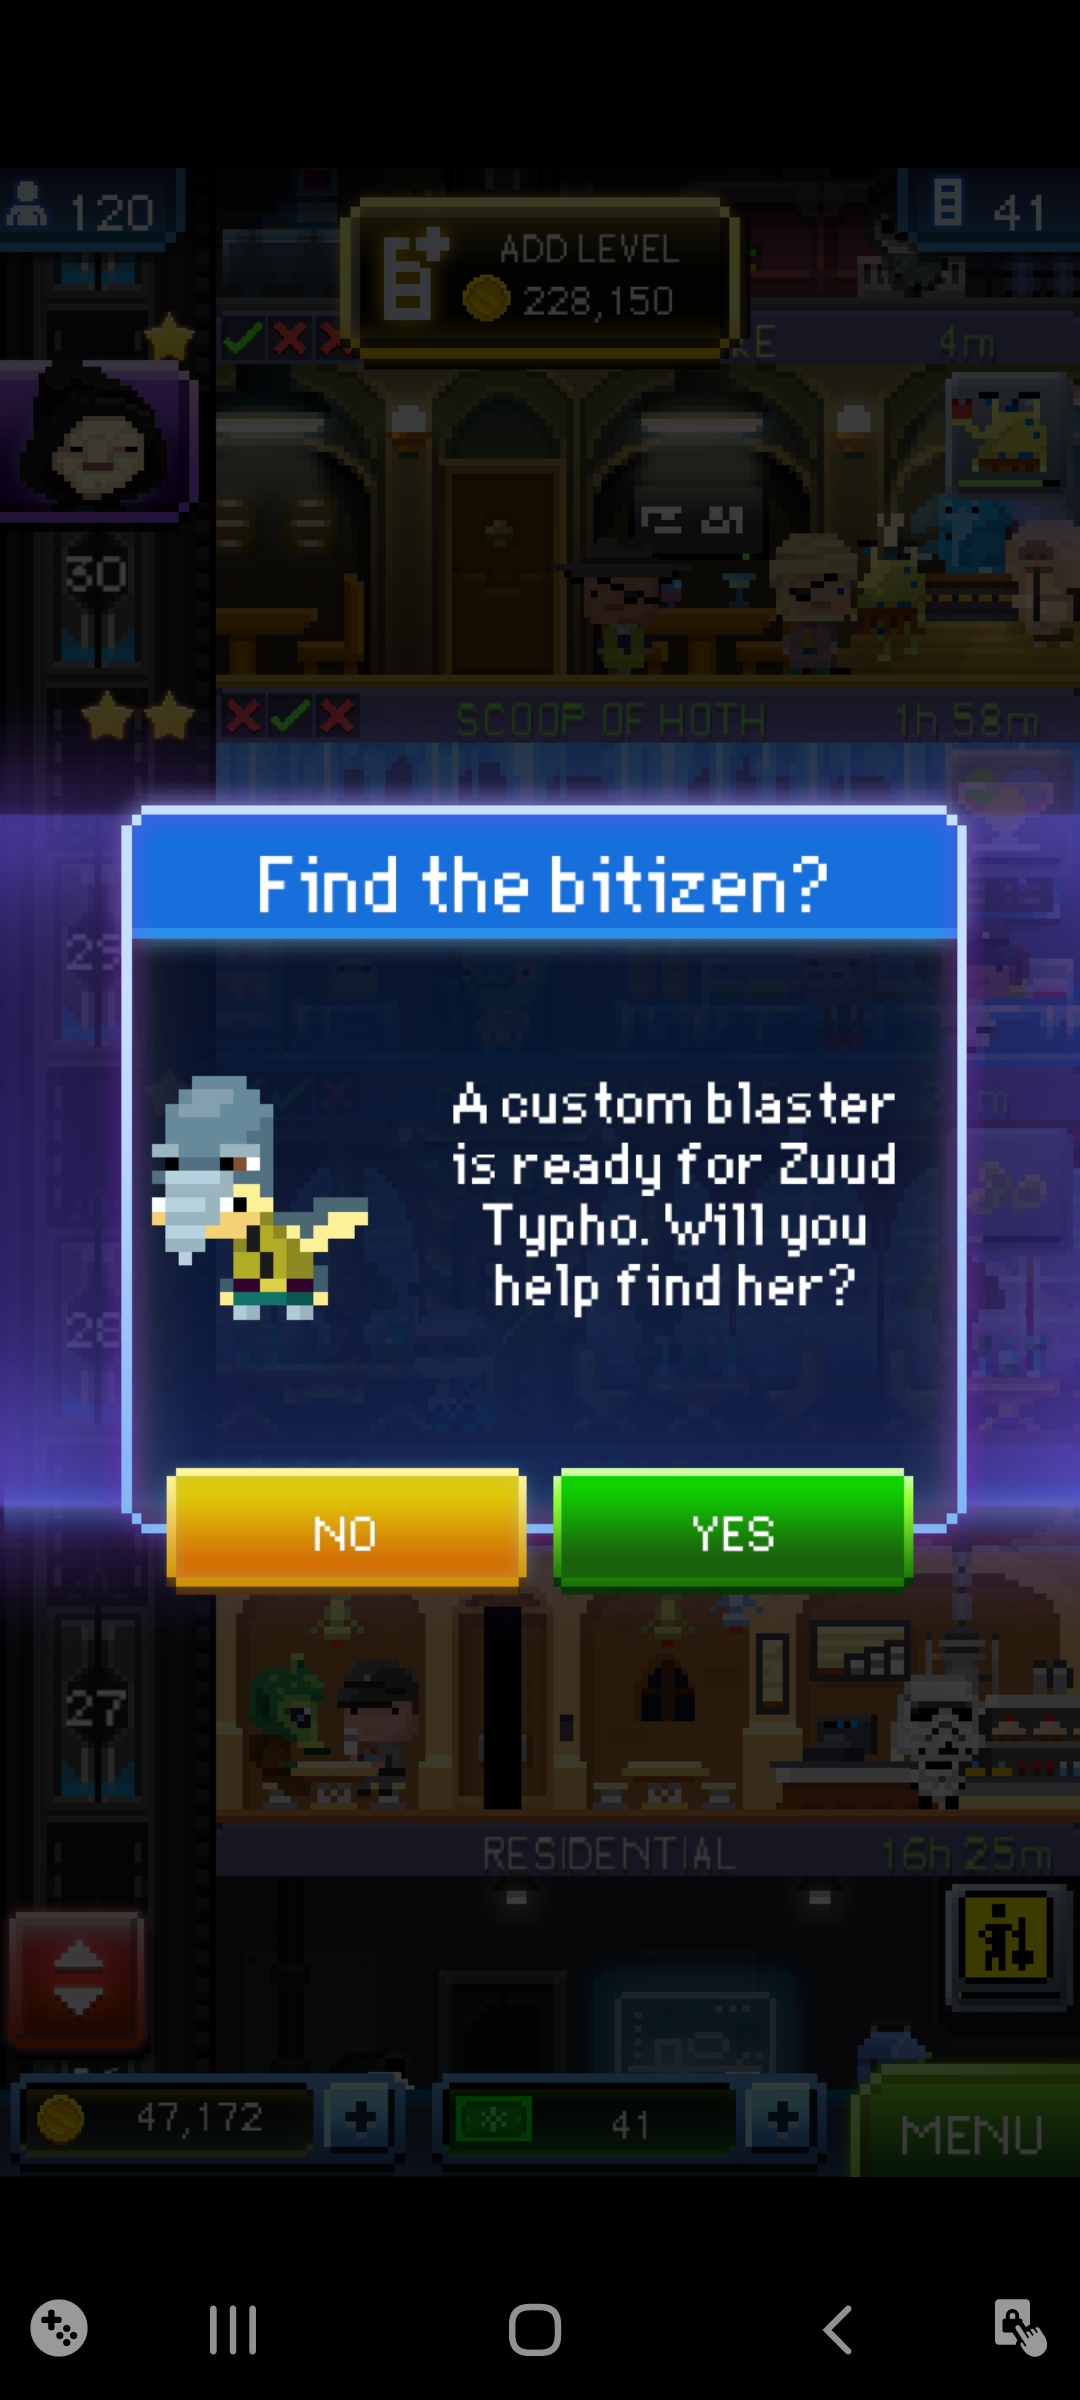 120
ADD LEVEL
228,150
41
4m
30
SCOOP OF HOTH
1h 58m
Find the bitizen?
29
A custom blaster
is ready for Zuud
Typho. Will you
help find her?
28
NO
YES
27
RESIDENTIAL
16h 25m
47,172
41
MENU